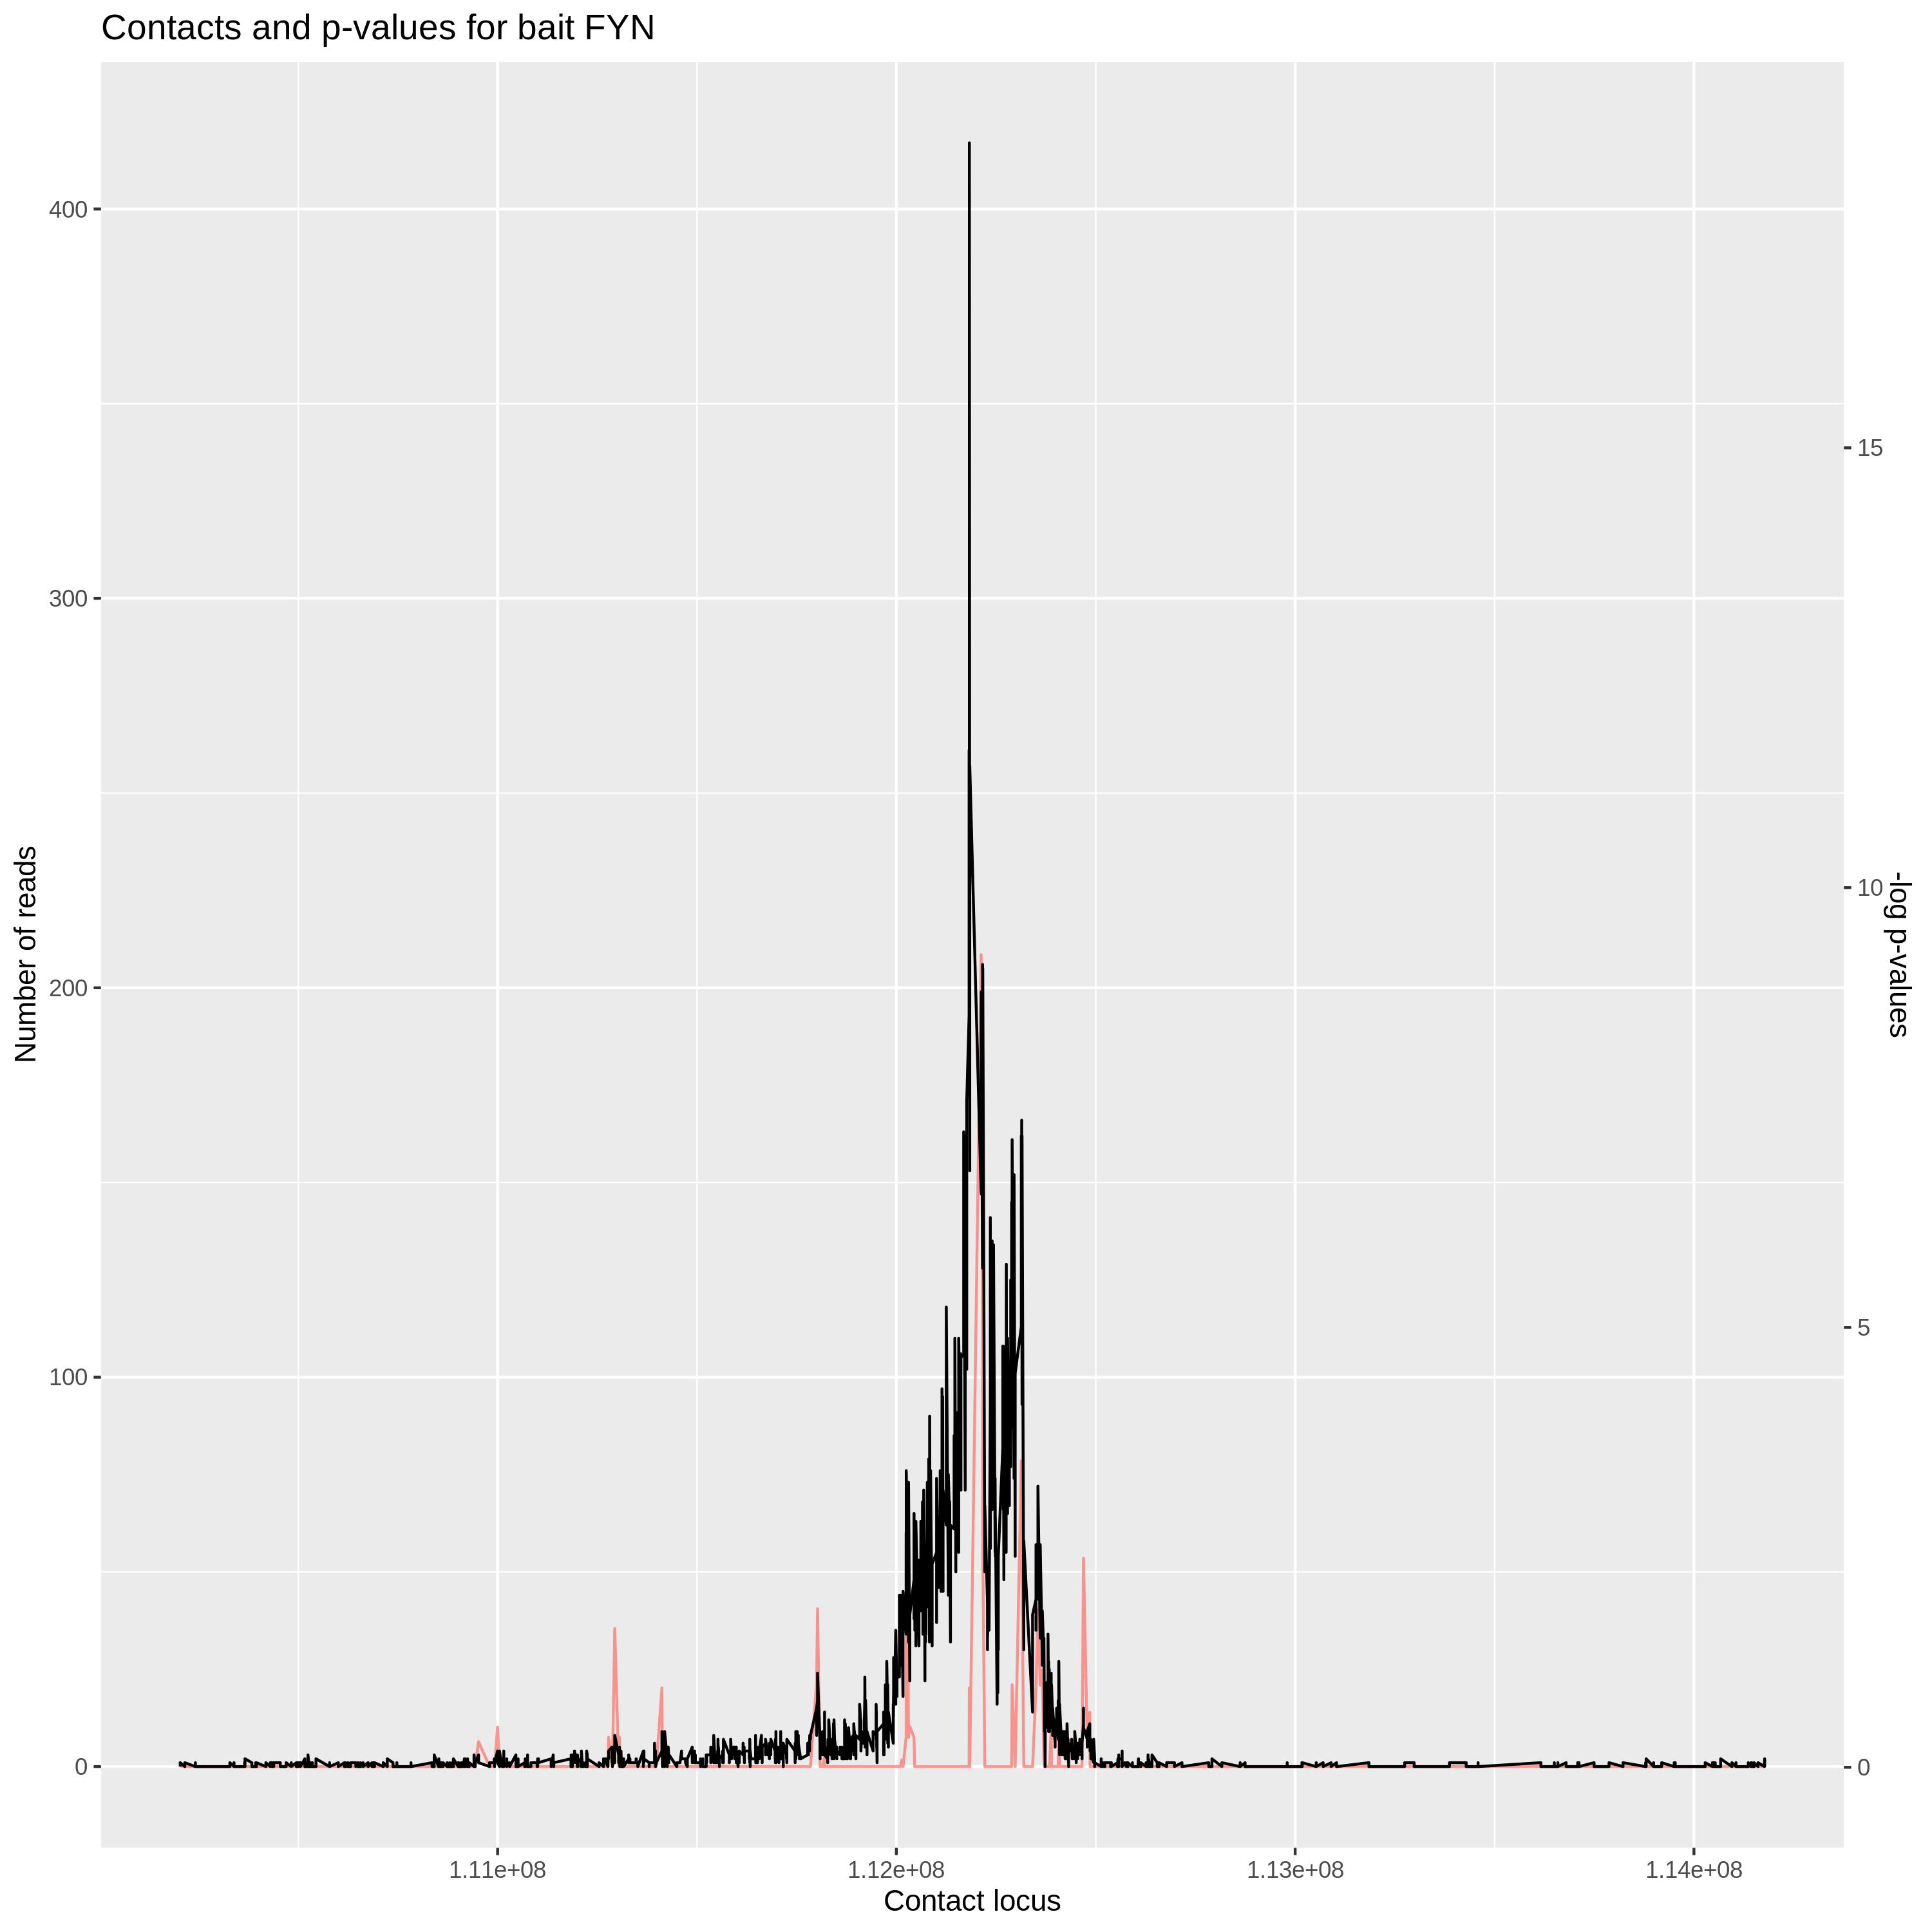 Contacts and p-values for bait FYN
400
300
200
100
0
Number of reads
15
10
5
0
-log p-values
1.11e+08
1.12e+08
1.13e+08
1.14e+08
Contact locus